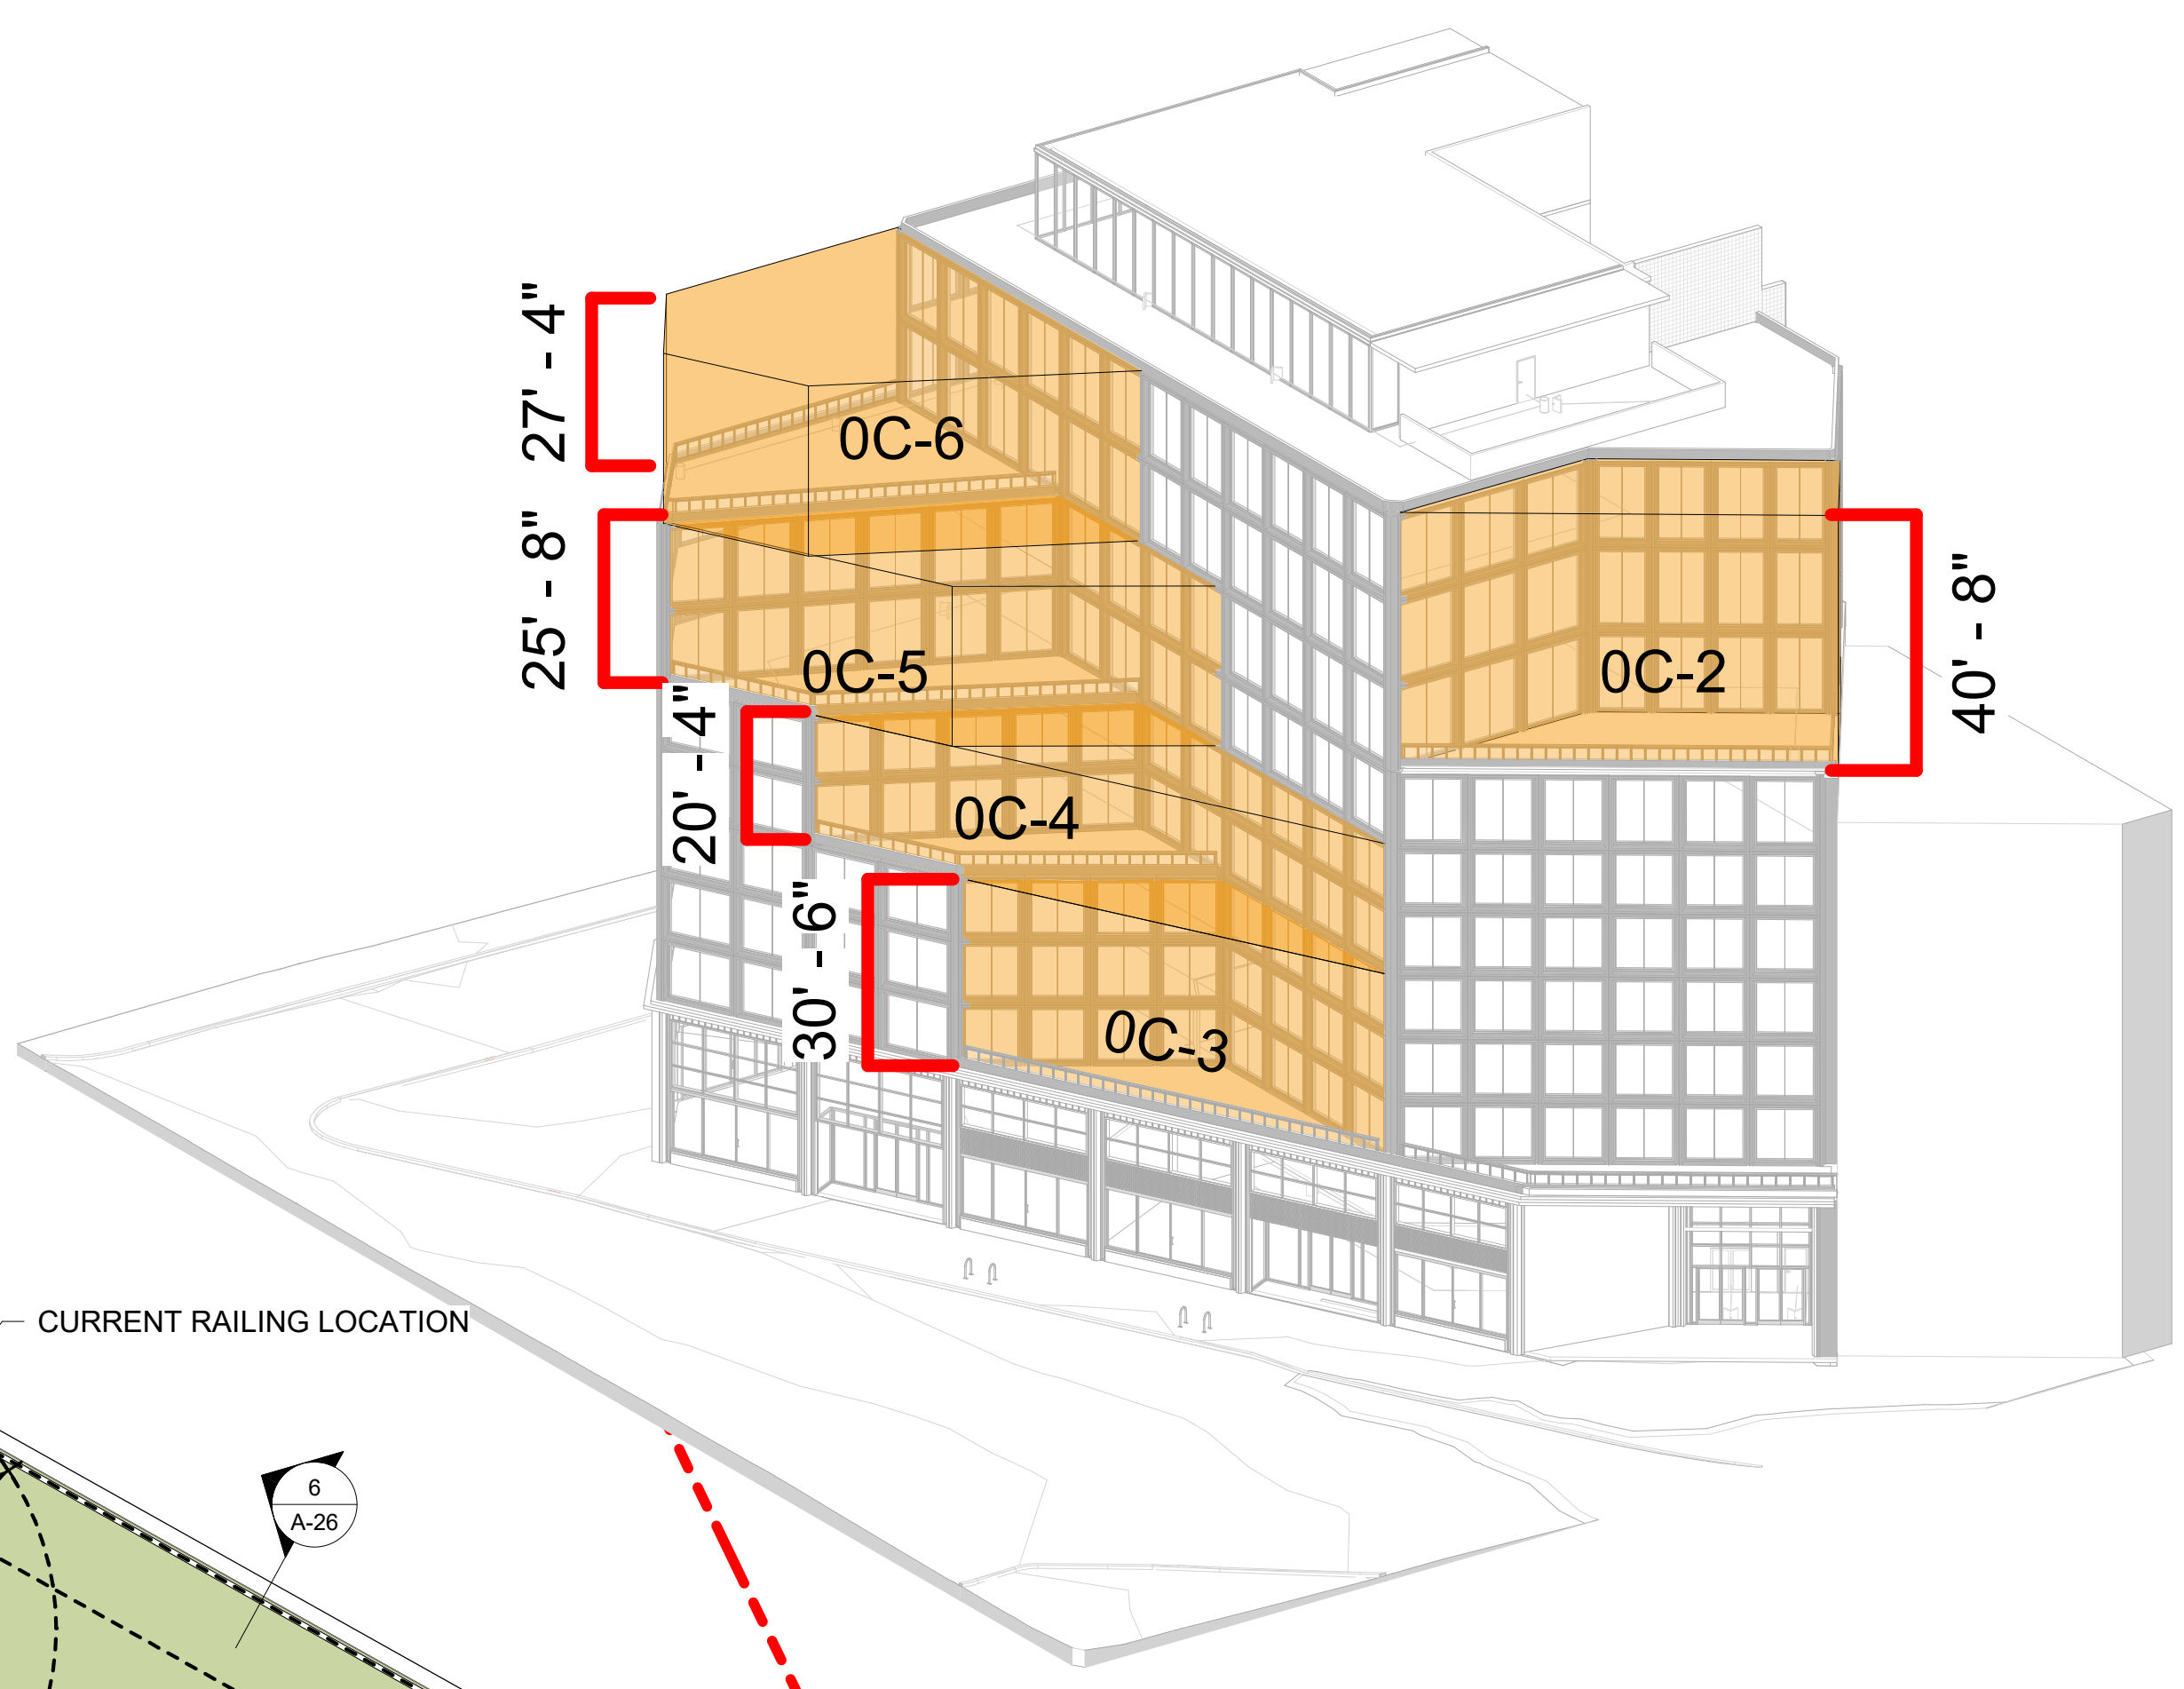 27' - 4"
0C-6
25' - 8"
0C-5
0C-2
40' - 8"
20' - 4"
0C-4
30' - 6"
0C-3
CURRENT RAILING LOCATION
6
A-26